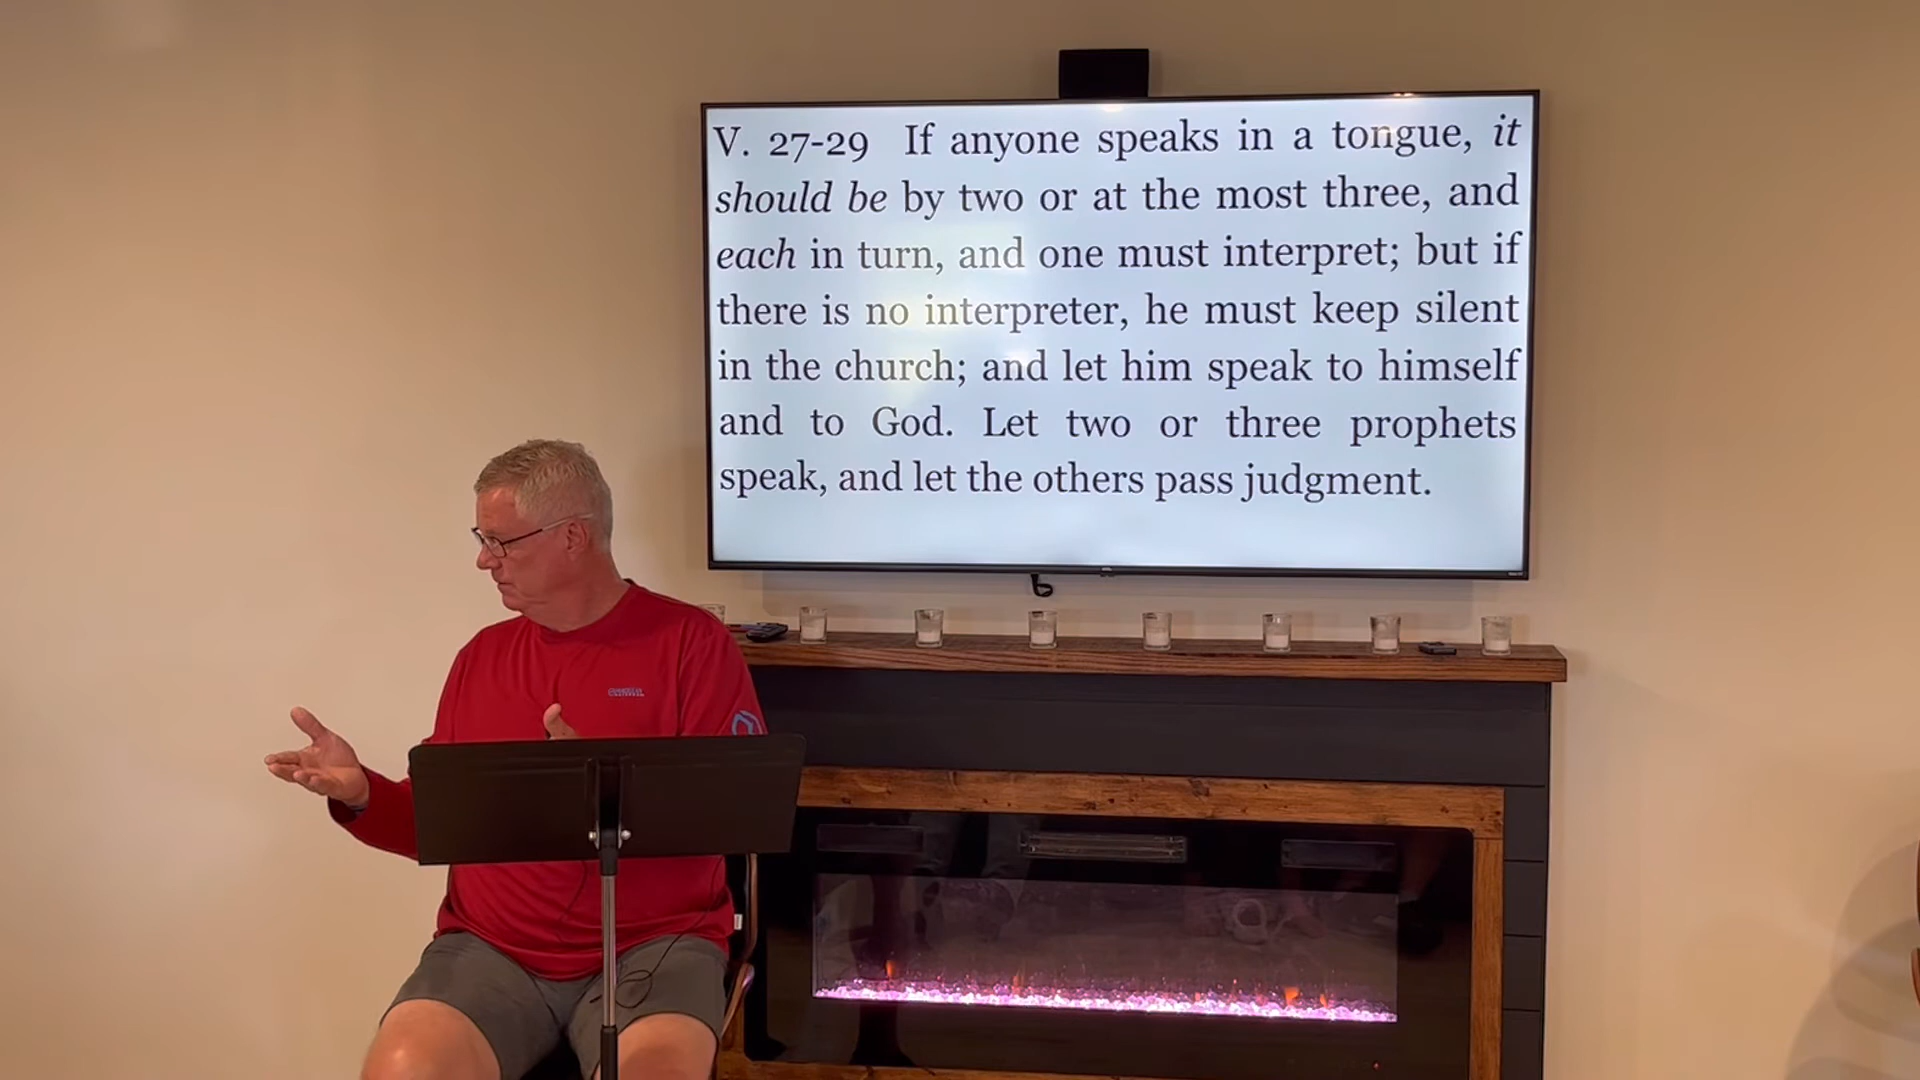 V. 27-29 If anyone speaks in a tongue, it
should be by two or at the most three, and
each in turn, and one must interpret; but if
there is no interpreter, he must keep silent
in the church; and let him speak to himself
and to God. Let two or three prophets
speak, and let the others pass judgment.